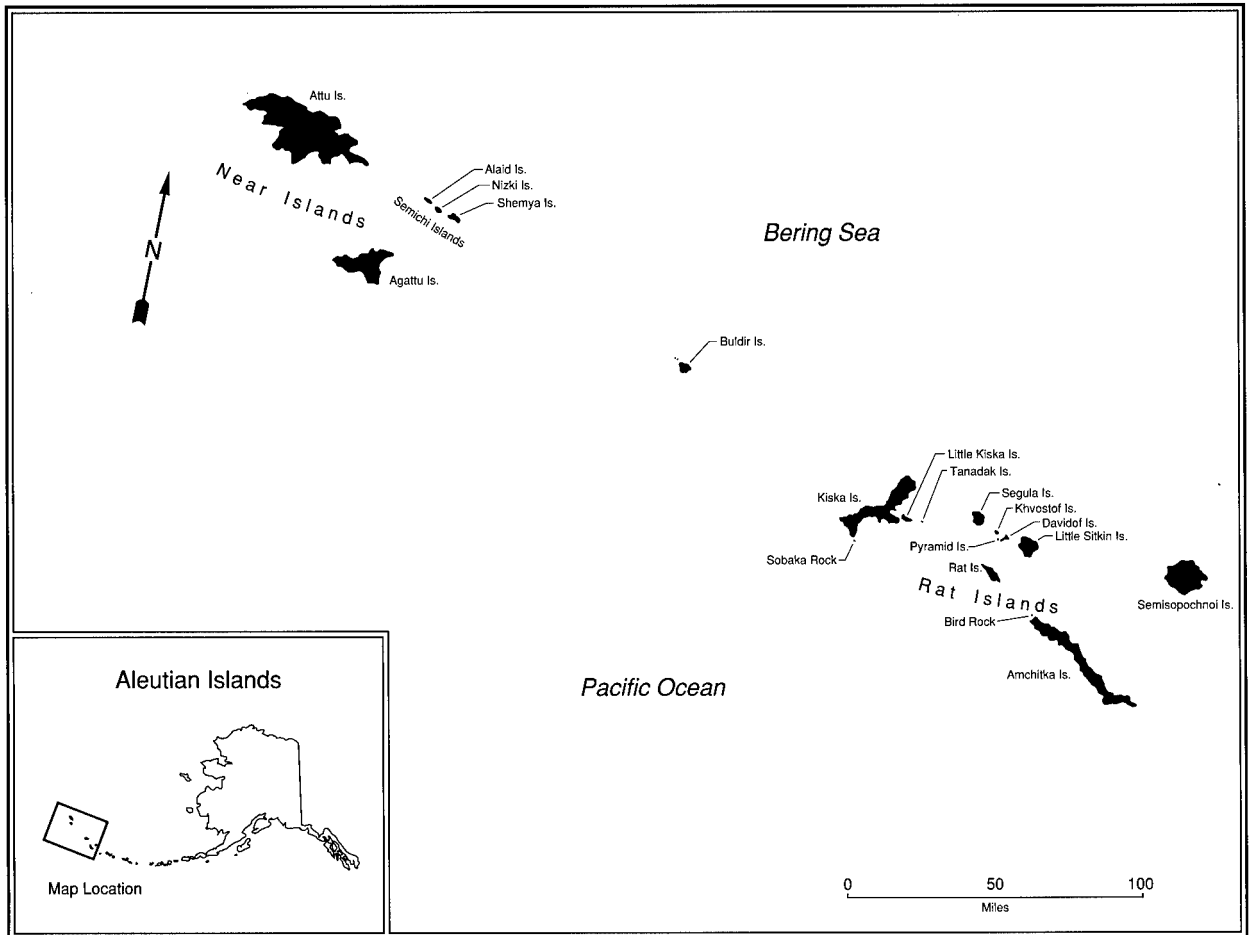 Attu Is.
Near Islands
Alaid Is.
Nizki Is.
Shemya Is.
Semichi Islands
Agattu Is.
N
Bering Sea
Buldir Is.
Little Kiska Is.
Tanadak Is.
Kiska Is.
Segula Is.
Khvostof Is.
Davidof Is.
Little Sitkin Is.
Pyramid Is.
Sobaka Rock
Rat Is.
Rat Islands
Semisopochnoi Is.
Bird Rock
Amchitka Is.
Pacific Ocean
Aleutian Islands
Map Location
0 50 100
Miles